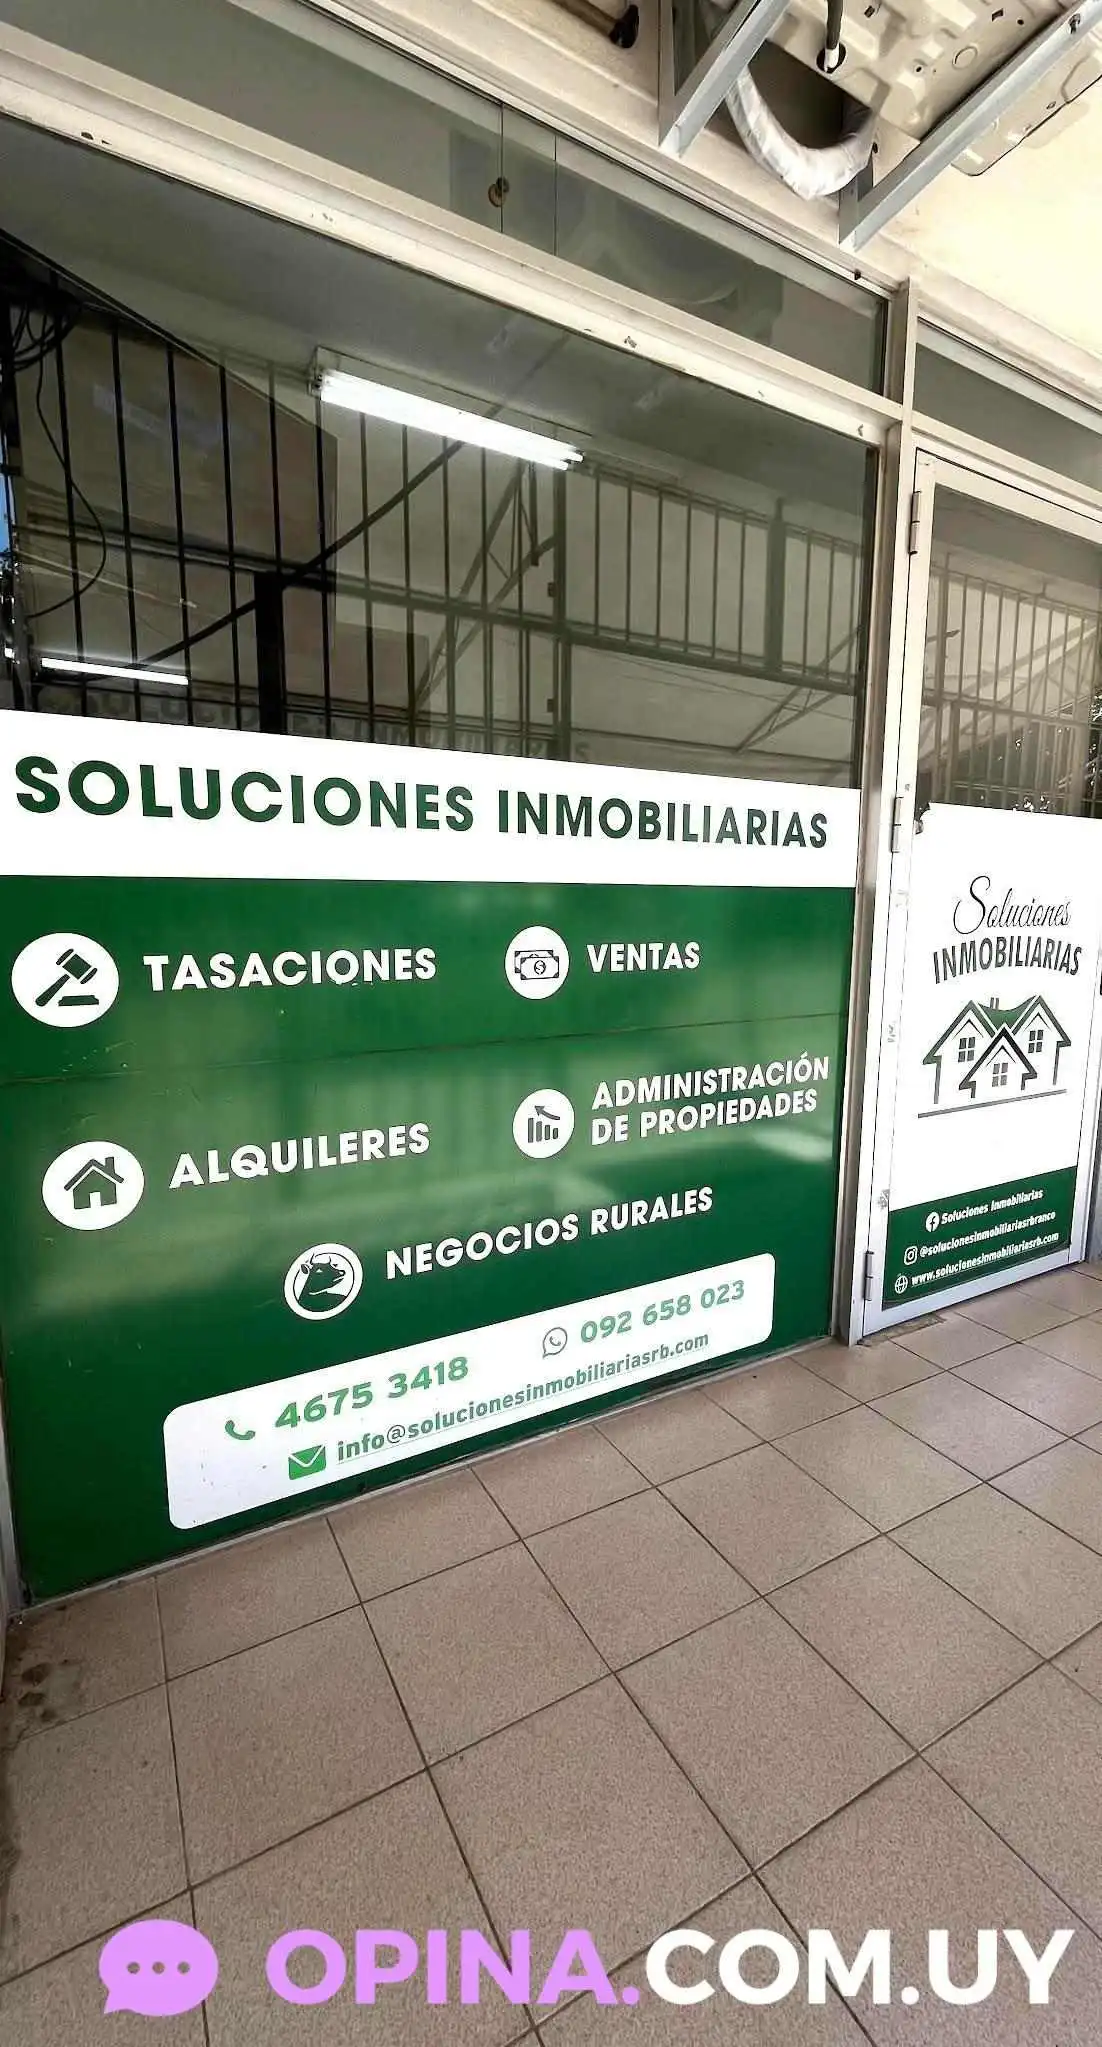 SOLUCIONES INMOBILIARIAS
TASACIONES
VENTAS
ALQUILERES
ADMINISTRACIÓN
DE PROPIEDADES
NEGOCIOS RURALES
4675 3418
092 658 023
info@solucionesinmobiliariasrb.com
Soluciones
INMOBILIARIAS
Soluciones Inmobiliarias
@solucionesinmobiliariasrbranco
www.solucionesinmobiliariasrb.com
OPINA.COM.UY